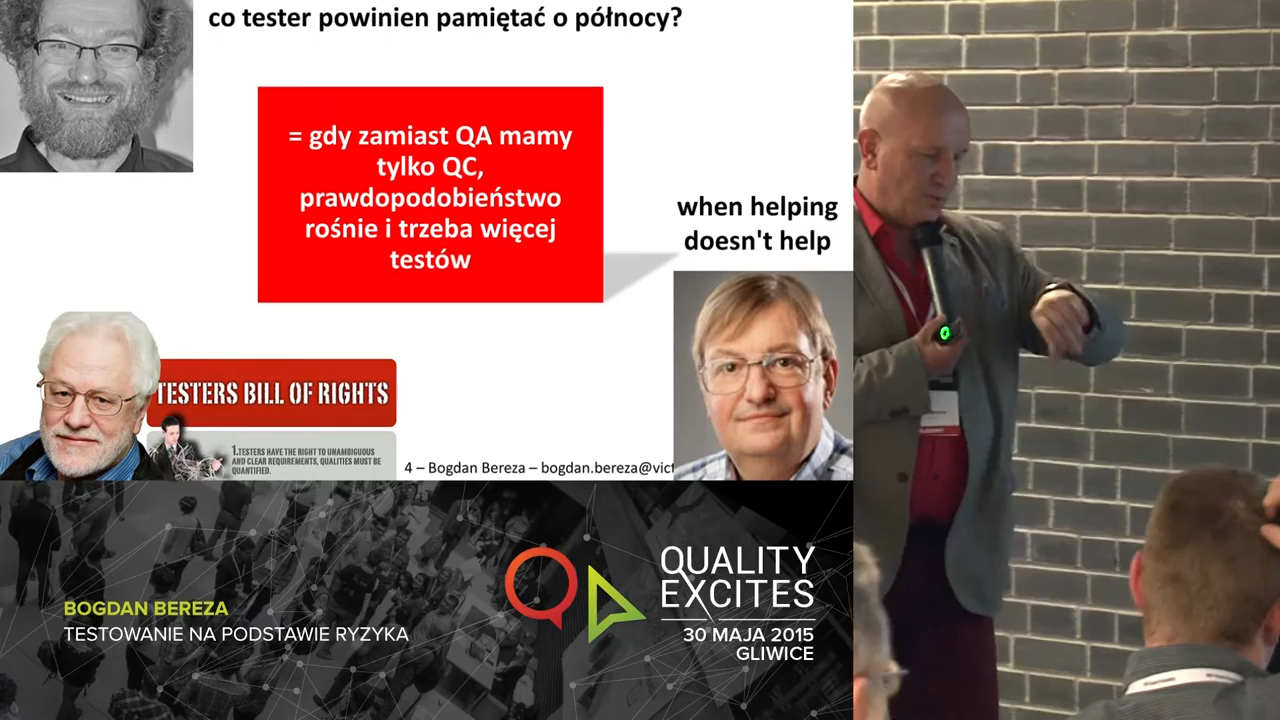 co tester powinien pamiętać o północy?
= gdy zamiast QA mamy
tylko QC,
prawdopodobieństwo
rośnie i trzeba więcej
testów
when helping
doesn't help
TESTERS BILL OF RIGHTS
1.TESTERS HAVE THE RIGHT TO UNAMBIGUOUS
AND CLEAR REQUIREMENTS, QUALITIES MUST BE
QUANTIFIED.
4 – Bogdan Bereza – bogdan.bereza@vict
BOGDAN BEREZA
TESTOWANIE NA PODSTAWIE RYZYKA
QUALITY
EXCITES
30 MAJA 2015
GLIWICE